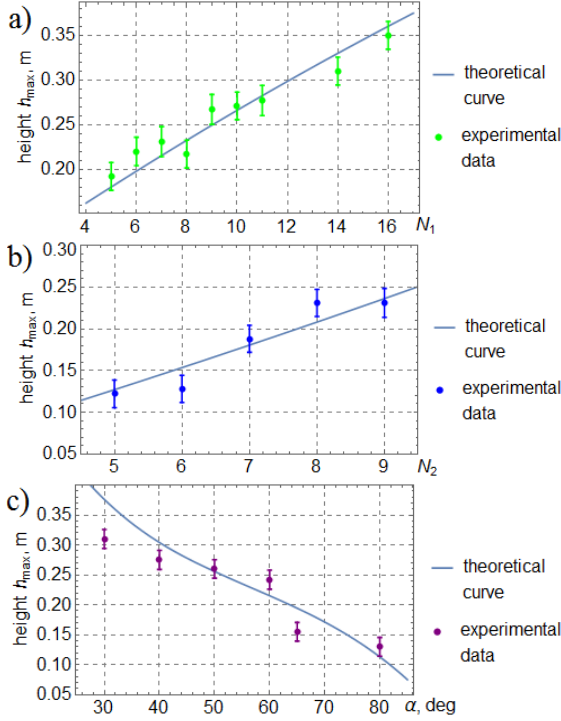 a)
height hmax, m
0.35
0.30
0.25
0.20
4 6 8 10 12 14 16 N1
theoretical
curve
experimental
data
b)
height hmax, m
0.30
0.25
0.20
0.15
0.10
0.05
5 6 7 8 9 N2
theoretical
curve
experimental
data
c)
height hmax, m
0.35
0.30
0.25
0.20
0.15
0.10
0.05
30 40 50 60 70 80 α, deg
theoretical
curve
experimental
data